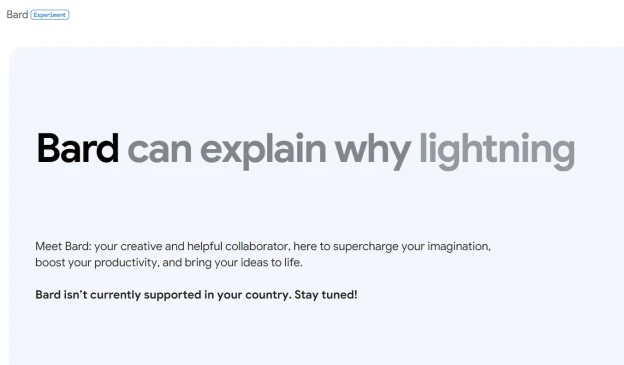 Bard Experiment
Bard can explain why lightning
Meet Bard: your creative and helpful collaborator, here to supercharge your imagination,
boost your productivity, and bring your ideas to life.
Bard isn't currently supported in your country. Stay tuned!